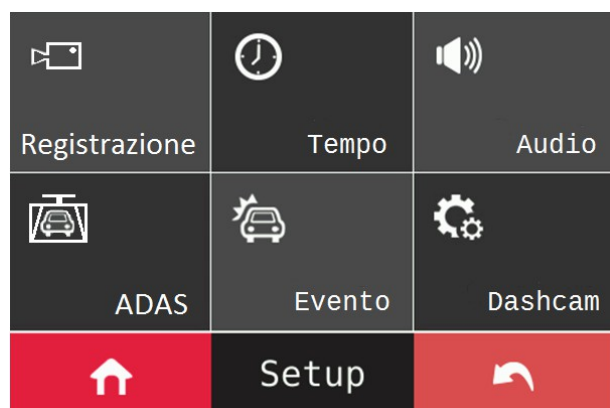 Registrazione
Tempo
Audio
ADAS
Evento
Dashcam
Setup